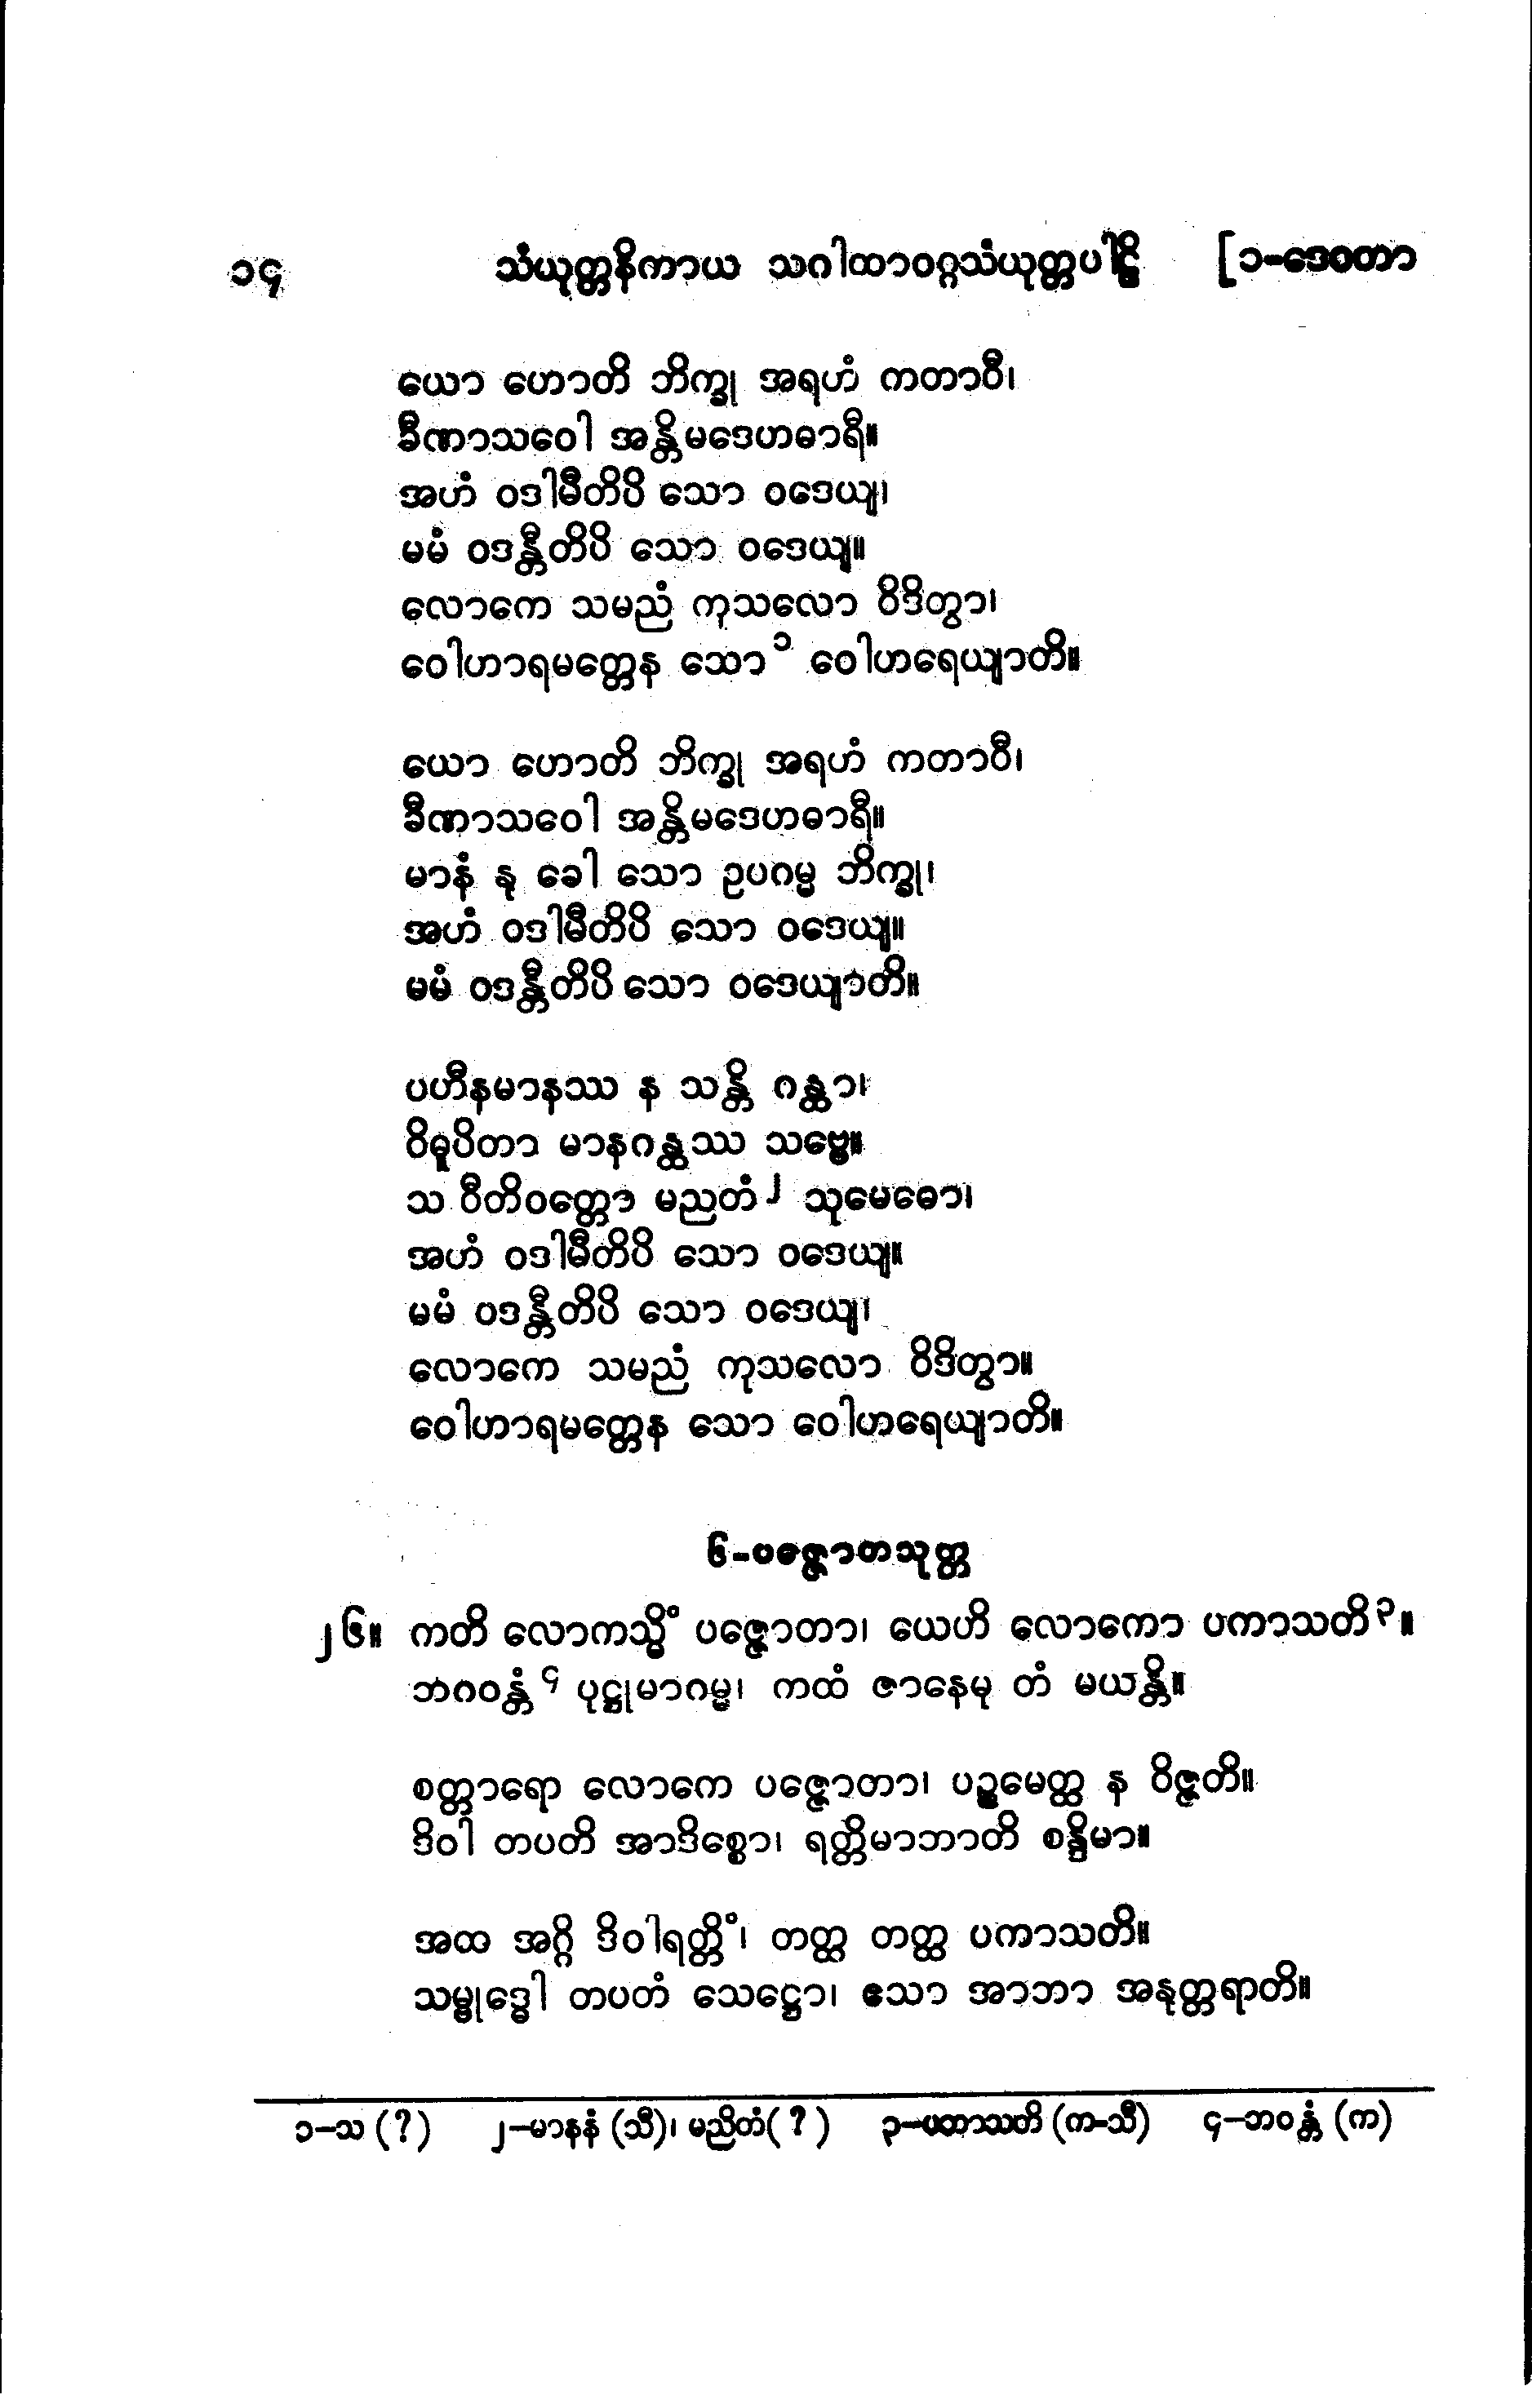 ၁၄ သံယုတ္တနိကာယ သဂါထာဝဂ္ဂသံယုတ္တပါဠိ [၁-ဒေဝတာ
ယော ဟောတိ ဘိက္ခု အရဟံ ကတာဝီ၊
ခီဏာသဝေါ အန္တိမဒေဟဓာရီ။
အဟံ ဝဒါမီတိပိ သော ဝဒေယျ၊
မမံ ဝဒန္တီတိပိ သော ဝဒေယျ။
လောကေ သမညံ ကုသလော ဝိဒိတွာ၊
ဝေါဟာရမတ္တေန သော ၁ ဝေါဟရေယျာတိ။
ယော ဟောတိ ဘိက္ခု အရဟံ ကတာဝီ၊
ခီဏာသဝေါ အန္တိမဒေဟဓာရီ။
မာနံ နု ခေါ သော ဥပဂမ္မ ဘိက္ခု၊
အဟံ ဝဒါမီတိပိ သော ဝဒေယျ။
မမံ ဝဒန္တီတိပိ သော ဝဒေယျာတိ။
ပဟီနမာနဿ န သန္တိ ဂန္ထာ၊
ဝိဓူပိတာ မာနဂန္ထဿ သဗ္ဗေ။
သ ဝီတိဝတ္တော မညတံ ၂ သုမေဓော၊
အဟံ ဝဒါမီတိပိ သော ဝဒေယျ။
မမံ ဝဒန္တီတိပိ သော ဝဒေယျ၊
လောကေ သမညံ ကုသလော ဝိဒိတွာ။
ဝေါဟာရမတ္တေန သော ဝေါဟရေယျာတိ။
၆-ပဇ္ဇောတသုတ္တ
၂၆။ ကတိ လောကသ္မိံ ပဇ္ဇောတာ၊ ယေဟိ လောကော ပကာသတိ ၃။
ဘဂဝန္တံ ၄ ပုဋ္ဌုမာဂမ္မ၊ ကထံ ဇာနေမု တံ မယန္တိ။
စတ္တာရော လောကေ ပဇ္ဇောတာ၊ ပဉ္စမေတ္ထ န ဝိဇ္ဇတိ။
ဒိဝါ တပတိ အာဒိစ္စော၊ ရတ္တိမာဘာတိ စန္ဒိမာ။
အထ အဂ္ဂိ ဒိဝါရတ္တိံ၊ တတ္ထ တတ္ထ ပကာသတိ။
သမ္ဗုဒ္ဓေါ တပတံ သေဋ္ဌော၊ ဧသာ အာဘာ အနုတ္တရာတိ။
၁–သ (?) ၂–မာနနံ (သီ)၊ မညိတံ(?) ၃–ပဘာသတိ (က-သီ) ၄–ဘဝန္တံ (က)